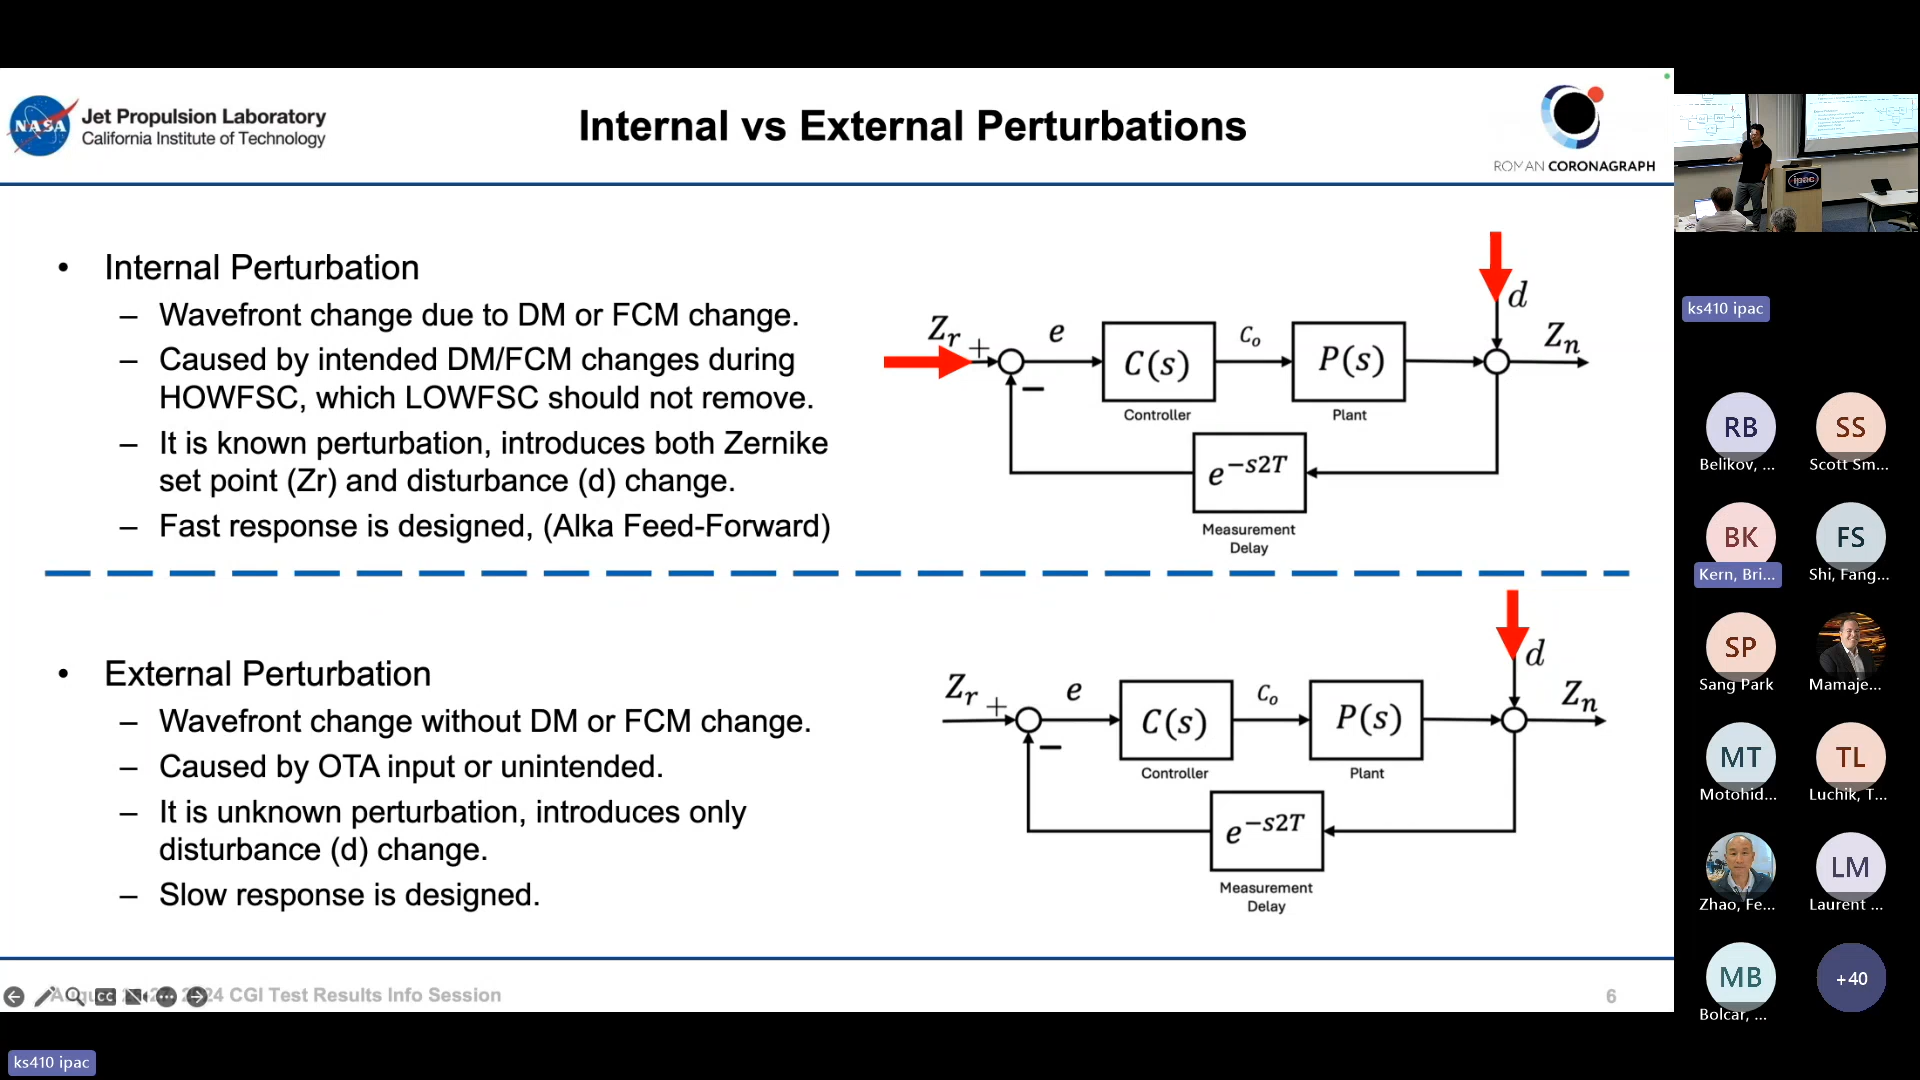 NASA
Jet Propulsion Laboratory
California Institute of Technology
Internal vs External Perturbations
ROMAN CORONAGRAPH
• Internal Perturbation
– Wavefront change due to DM or FCM change.
– Caused by intended DM/FCM changes during
HOWFSC, which LOWFSC should not remove.
– It is known perturbation, introduces both Zernike
set point (Zr) and disturbance (d) change.
– Fast response is designed, (Alka Feed-Forward)
Zr + − e C(s) Co P(s) d Zn
Controller Plant
e^−s2T
Measurement
Delay
• External Perturbation
– Wavefront change without DM or FCM change.
– Caused by OTA input or unintended.
– It is unknown perturbation, introduces only
disturbance (d) change.
– Slow response is designed.
Zr + − e C(s) Co P(s) d Zn
Controller Plant
e^−s2T
Measurement
Delay
24 CGI Test Results Info Session
6
CC
ks410 ipac
ipac
ks410 ipac
RB SS
Belikov, ... Scott Sm...
BK FS
Kern, Bri... Shi, Fang...
SP
Sang Park Mamaje...
MT TL
Motohid... Luchik, T...
LM
Zhao, Fe... Laurent ...
MB +40
Bolcar, ...